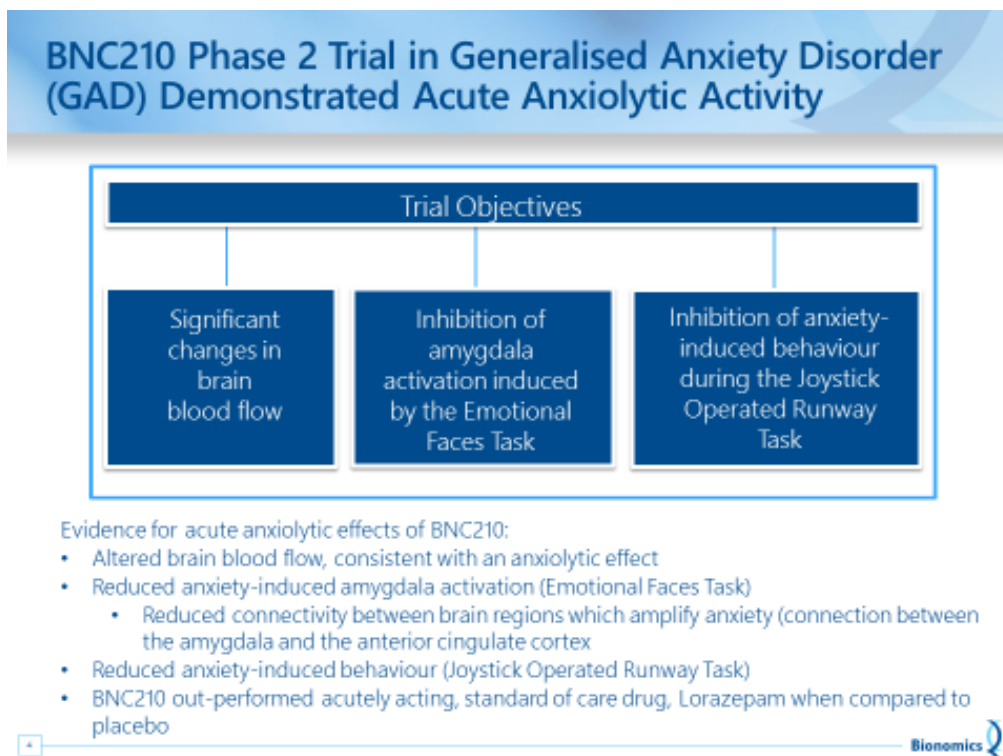 BNC210 Phase 2 Trial in Generalised Anxiety Disorder
(GAD) Demonstrated Acute Anxiolytic Activity
Trial Objectives
Significant
changes in
brain
blood flow
Inhibition of
amygdala
activation induced
by the Emotional
Faces Task
Inhibition of anxiety-
induced behaviour
during the Joystick
Operated Runway
Task
Evidence for acute anxiolytic effects of BNC210:
• Altered brain blood flow, consistent with an anxiolytic effect
• Reduced anxiety-induced amygdala activation (Emotional Faces Task)
• Reduced connectivity between brain regions which amplify anxiety (connection between
the amygdala and the anterior cingulate cortex
• Reduced anxiety-induced behaviour (Joystick Operated Runway Task)
• BNC210 out-performed acutely acting, standard of care drug, Lorazepam when compared to
placebo
4
Bionomics